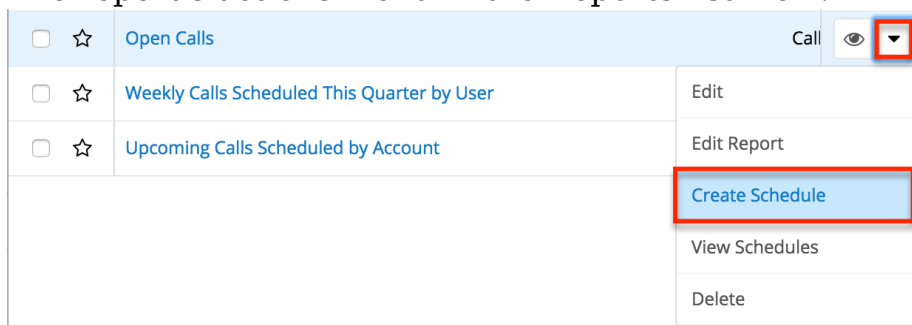 Open Calls Call
Weekly Calls Scheduled This Quarter by User
Edit
Upcoming Calls Scheduled by Account
Edit Report
Create Schedule
View Schedules
Delete